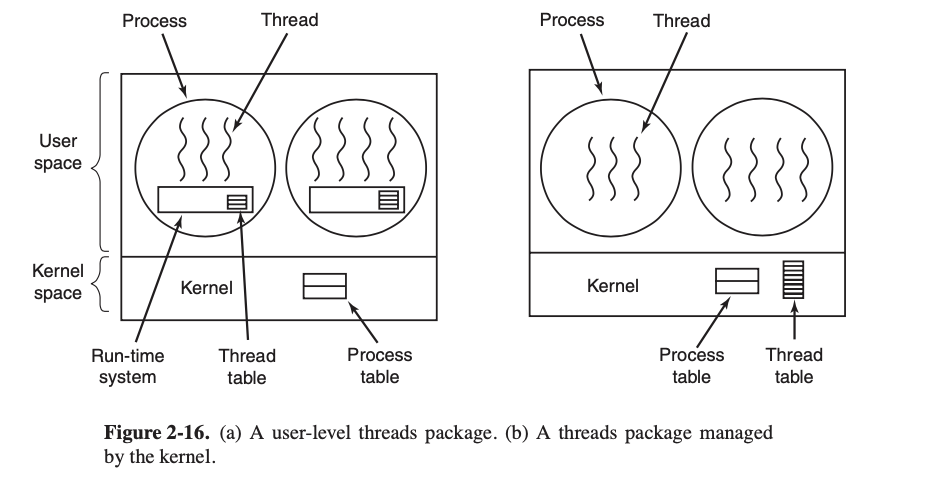 Process
Thread
Process
Thread
User
space
Kernel
space
Kernel
Kernel
Run-time
system
Thread
table
Process
table
Process
table
Thread
table
Figure 2-16. (a) A user-level threads package. (b) A threads package managed
by the kernel.